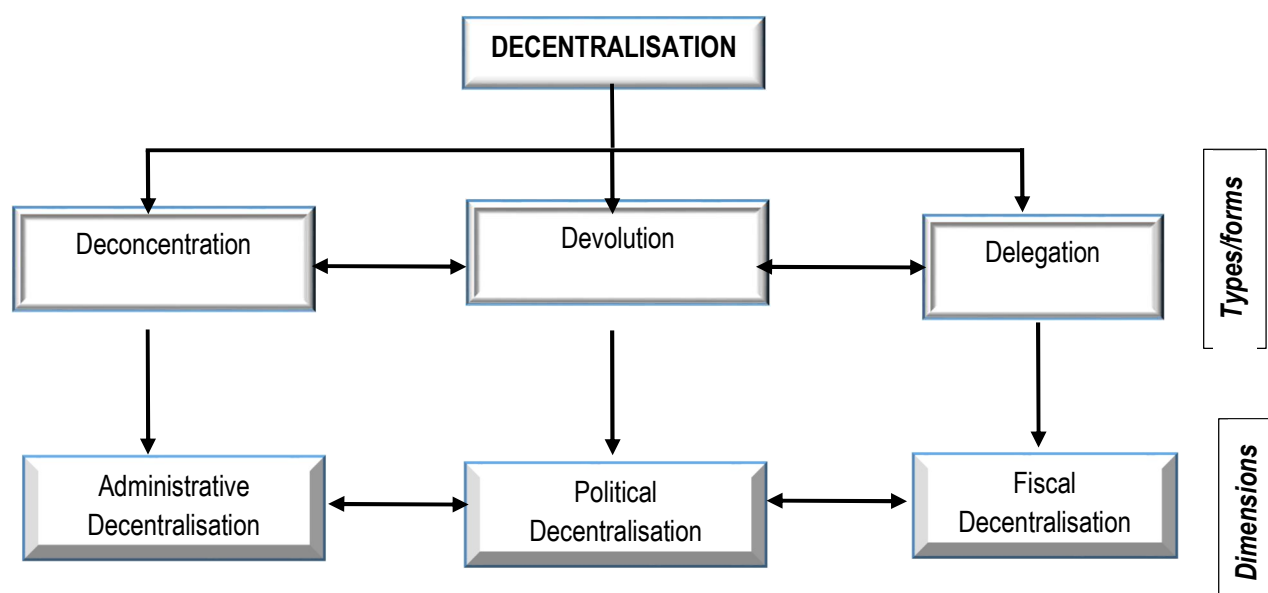 DECENTRALISATION
Deconcentration
Devolution
Delegation
Types/forms
Administrative
Decentralisation
Political
Decentralisation
Fiscal
Decentralisation
Dimensions